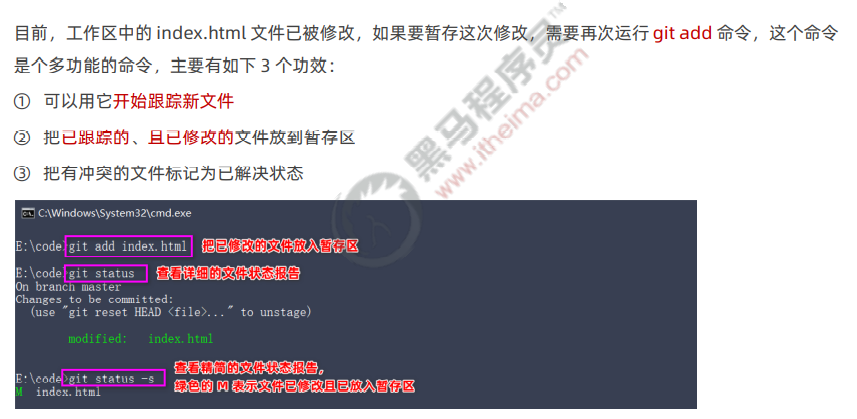 目前，工作区中的 index.html 文件已被修改，如果要暂存这次修改，需要再次运行 git add 命令，这个命令
是个多功能的命令，主要有如下 3 个功效：
① 可以用它开始跟踪新文件
② 把已跟踪的、且已修改的文件放到暂存区
③ 把有冲突的文件标记为已解决状态
黑马程序员™
www.itheima.com
C:\Windows\System32\cmd.exe
E:\code>git add index.html 把已修改的文件放入暂存区
E:\code>git status 查看详细的文件状态报告
On branch master
Changes to be committed:
(use "git reset HEAD <file>..." to unstage)
modified: index.html
查看精简的文件状态报告，
E:\code>git status -s 绿色的 M 表示文件已修改且已放入暂存区
M index.html